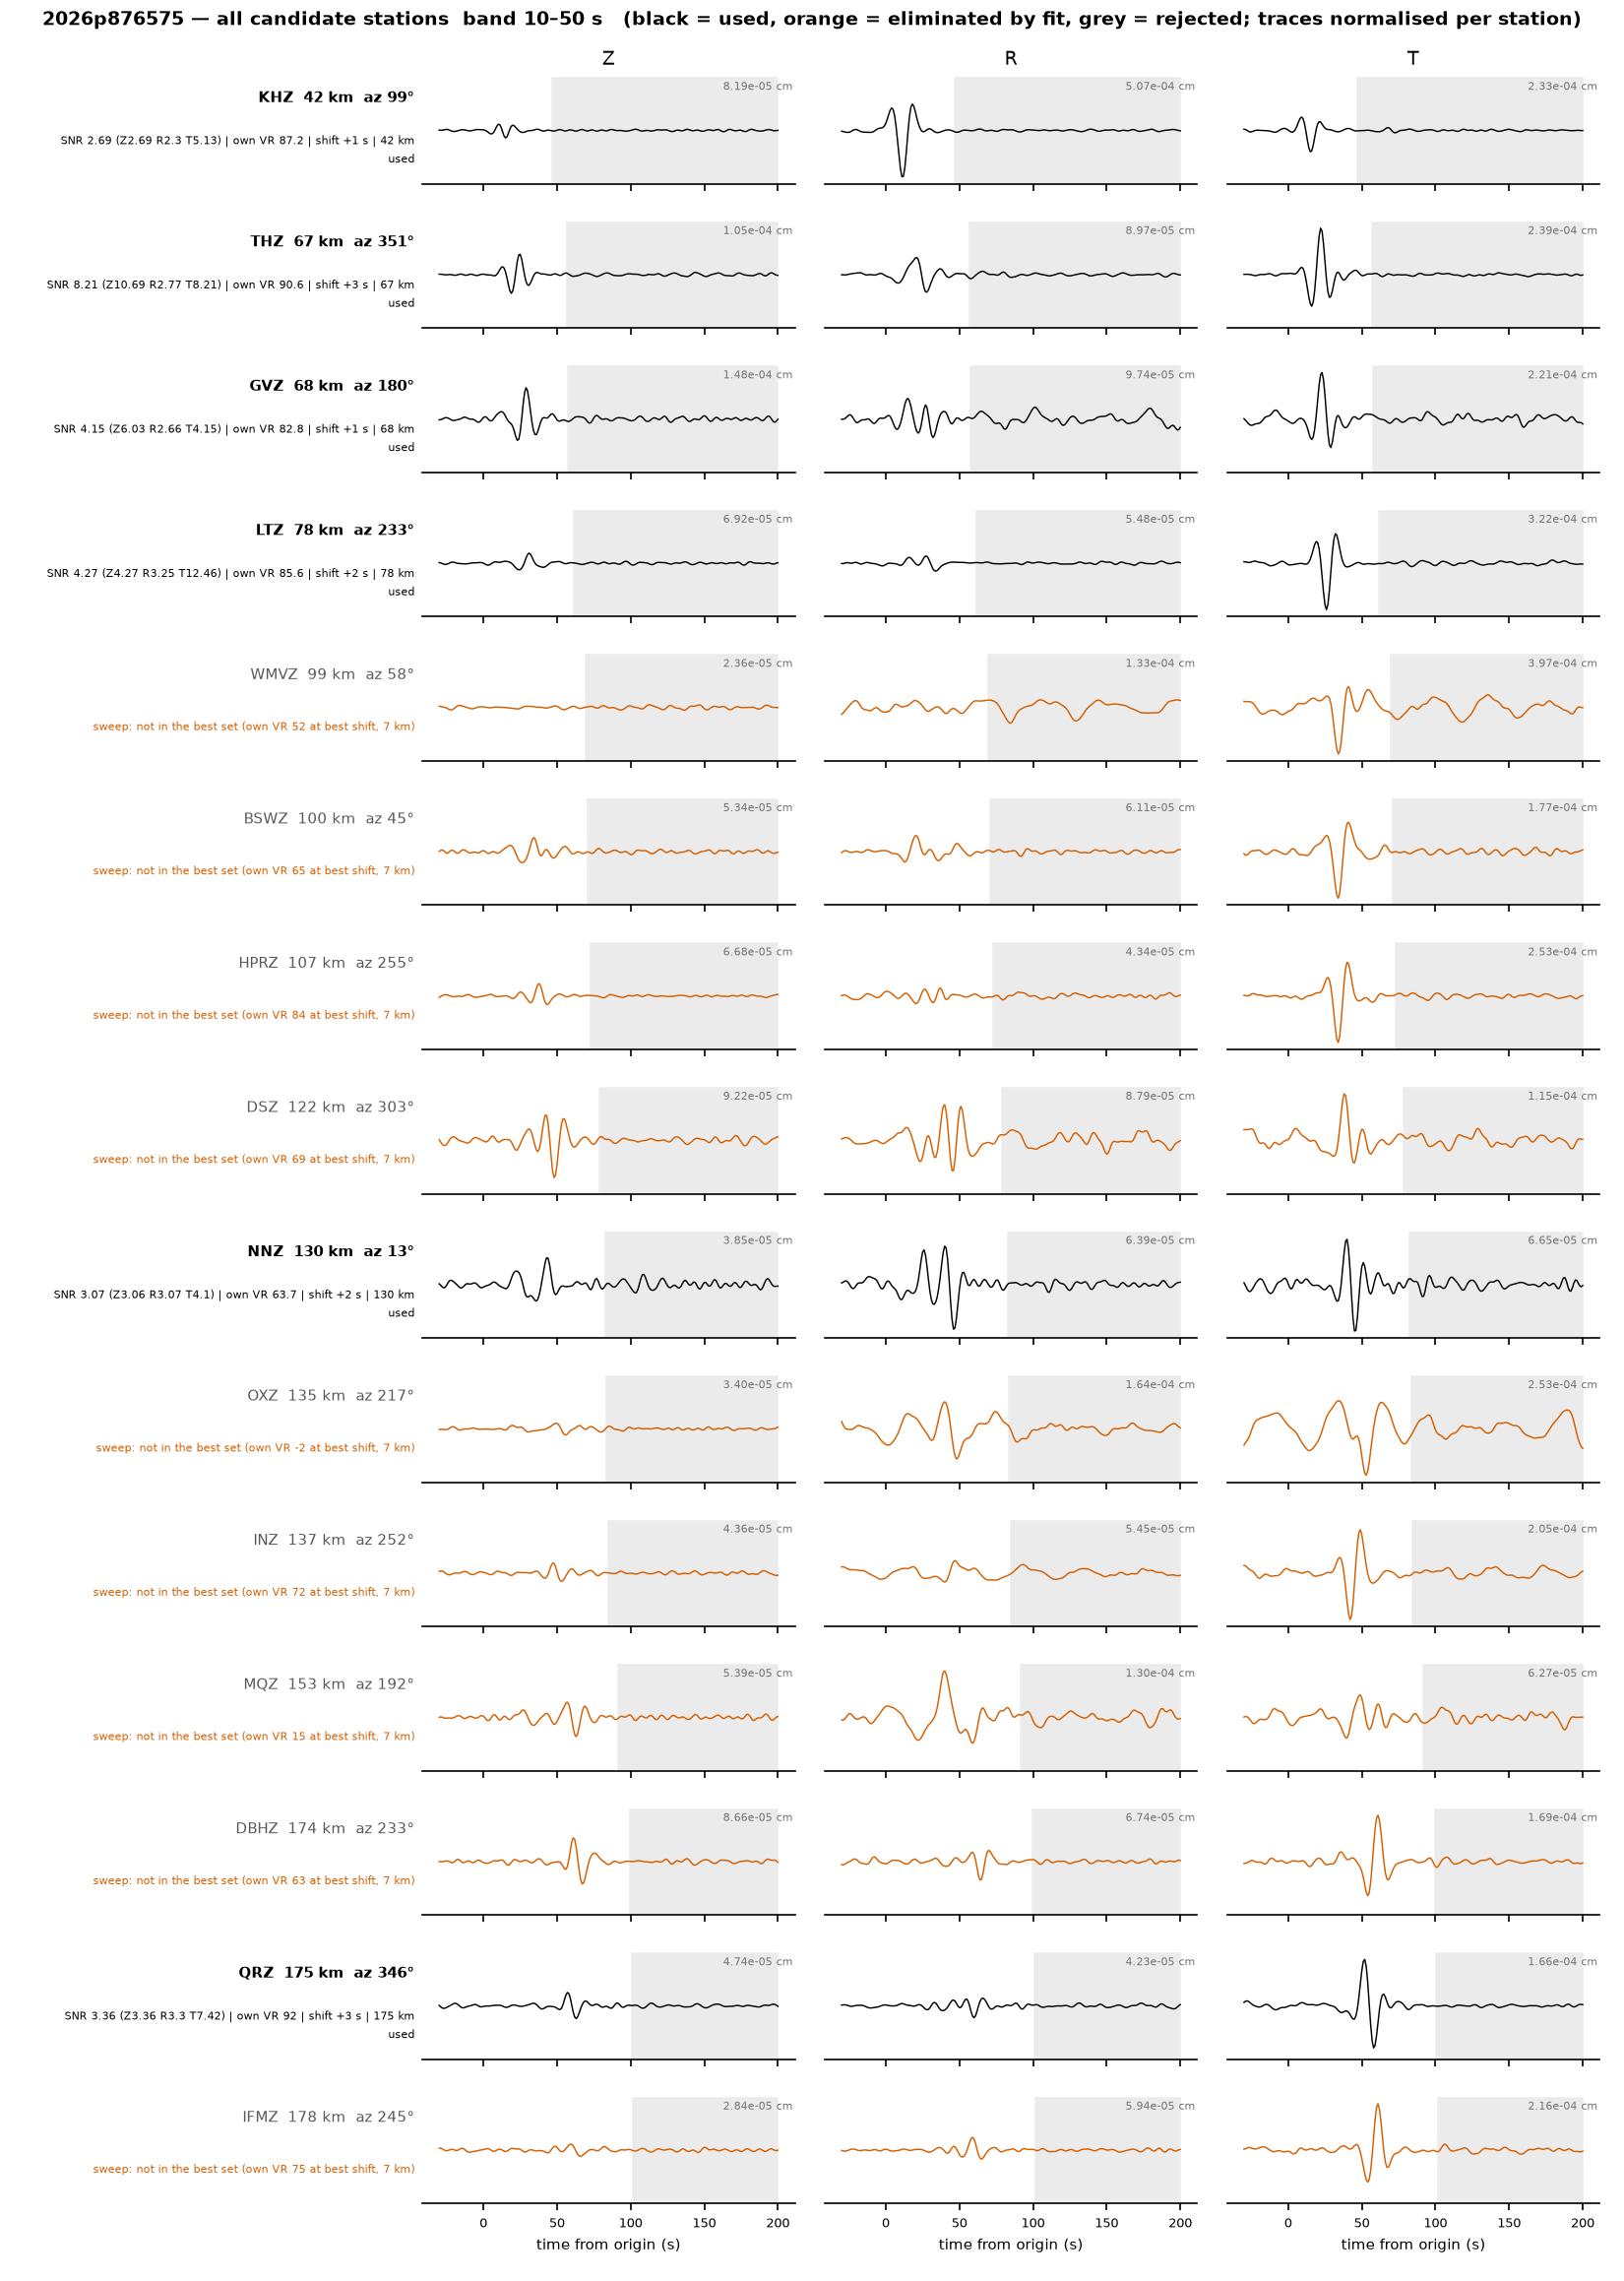 2026p876575 — all candidate stations  band 10–50 s   (black = used, orange = eliminated by fit, grey = rejected; traces normalised per station)
Z R T
KHZ  42 km  az 99°
8.19e-05 cm 5.07e-04 cm 2.33e-04 cm
SNR 2.69 (Z2.69 R2.3 T5.13) | own VR 87.2 | shift +1 s | 42 km
used
THZ  67 km  az 351°
1.05e-04 cm 8.97e-05 cm 2.39e-04 cm
SNR 8.21 (Z10.69 R2.77 T8.21) | own VR 90.6 | shift +3 s | 67 km
used
GVZ  68 km  az 180°
1.48e-04 cm 9.74e-05 cm 2.21e-04 cm
SNR 4.15 (Z6.03 R2.66 T4.15) | own VR 82.8 | shift +1 s | 68 km
used
LTZ  78 km  az 233°
6.92e-05 cm 5.48e-05 cm 3.22e-04 cm
SNR 4.27 (Z4.27 R3.25 T12.46) | own VR 85.6 | shift +2 s | 78 km
used
WMVZ  99 km  az 58°
2.36e-05 cm 1.33e-04 cm 3.97e-04 cm
sweep: not in the best set (own VR 52 at best shift, 7 km)
BSWZ  100 km  az 45°
5.34e-05 cm 6.11e-05 cm 1.77e-04 cm
sweep: not in the best set (own VR 65 at best shift, 7 km)
HPRZ  107 km  az 255°
6.68e-05 cm 4.34e-05 cm 2.53e-04 cm
sweep: not in the best set (own VR 84 at best shift, 7 km)
DSZ  122 km  az 303°
9.22e-05 cm 8.79e-05 cm 1.15e-04 cm
sweep: not in the best set (own VR 69 at best shift, 7 km)
NNZ  130 km  az 13°
3.85e-05 cm 6.39e-05 cm 6.65e-05 cm
SNR 3.07 (Z3.06 R3.07 T4.1) | own VR 63.7 | shift +2 s | 130 km
used
OXZ  135 km  az 217°
3.40e-05 cm 1.64e-04 cm 2.53e-04 cm
sweep: not in the best set (own VR -2 at best shift, 7 km)
INZ  137 km  az 252°
4.36e-05 cm 5.45e-05 cm 2.05e-04 cm
sweep: not in the best set (own VR 72 at best shift, 7 km)
MQZ  153 km  az 192°
5.39e-05 cm 1.30e-04 cm 6.27e-05 cm
sweep: not in the best set (own VR 15 at best shift, 7 km)
DBHZ  174 km  az 233°
8.66e-05 cm 6.74e-05 cm 1.69e-04 cm
sweep: not in the best set (own VR 63 at best shift, 7 km)
QRZ  175 km  az 346°
4.74e-05 cm 4.23e-05 cm 1.66e-04 cm
SNR 3.36 (Z3.36 R3.3 T7.42) | own VR 92 | shift +3 s | 175 km
used
IFMZ  178 km  az 245°
2.84e-05 cm 5.94e-05 cm 2.16e-04 cm
sweep: not in the best set (own VR 75 at best shift, 7 km)
0 50 100 150 200 0 50 100 150 200 0 50 100 150 200
time from origin (s) time from origin (s) time from origin (s)